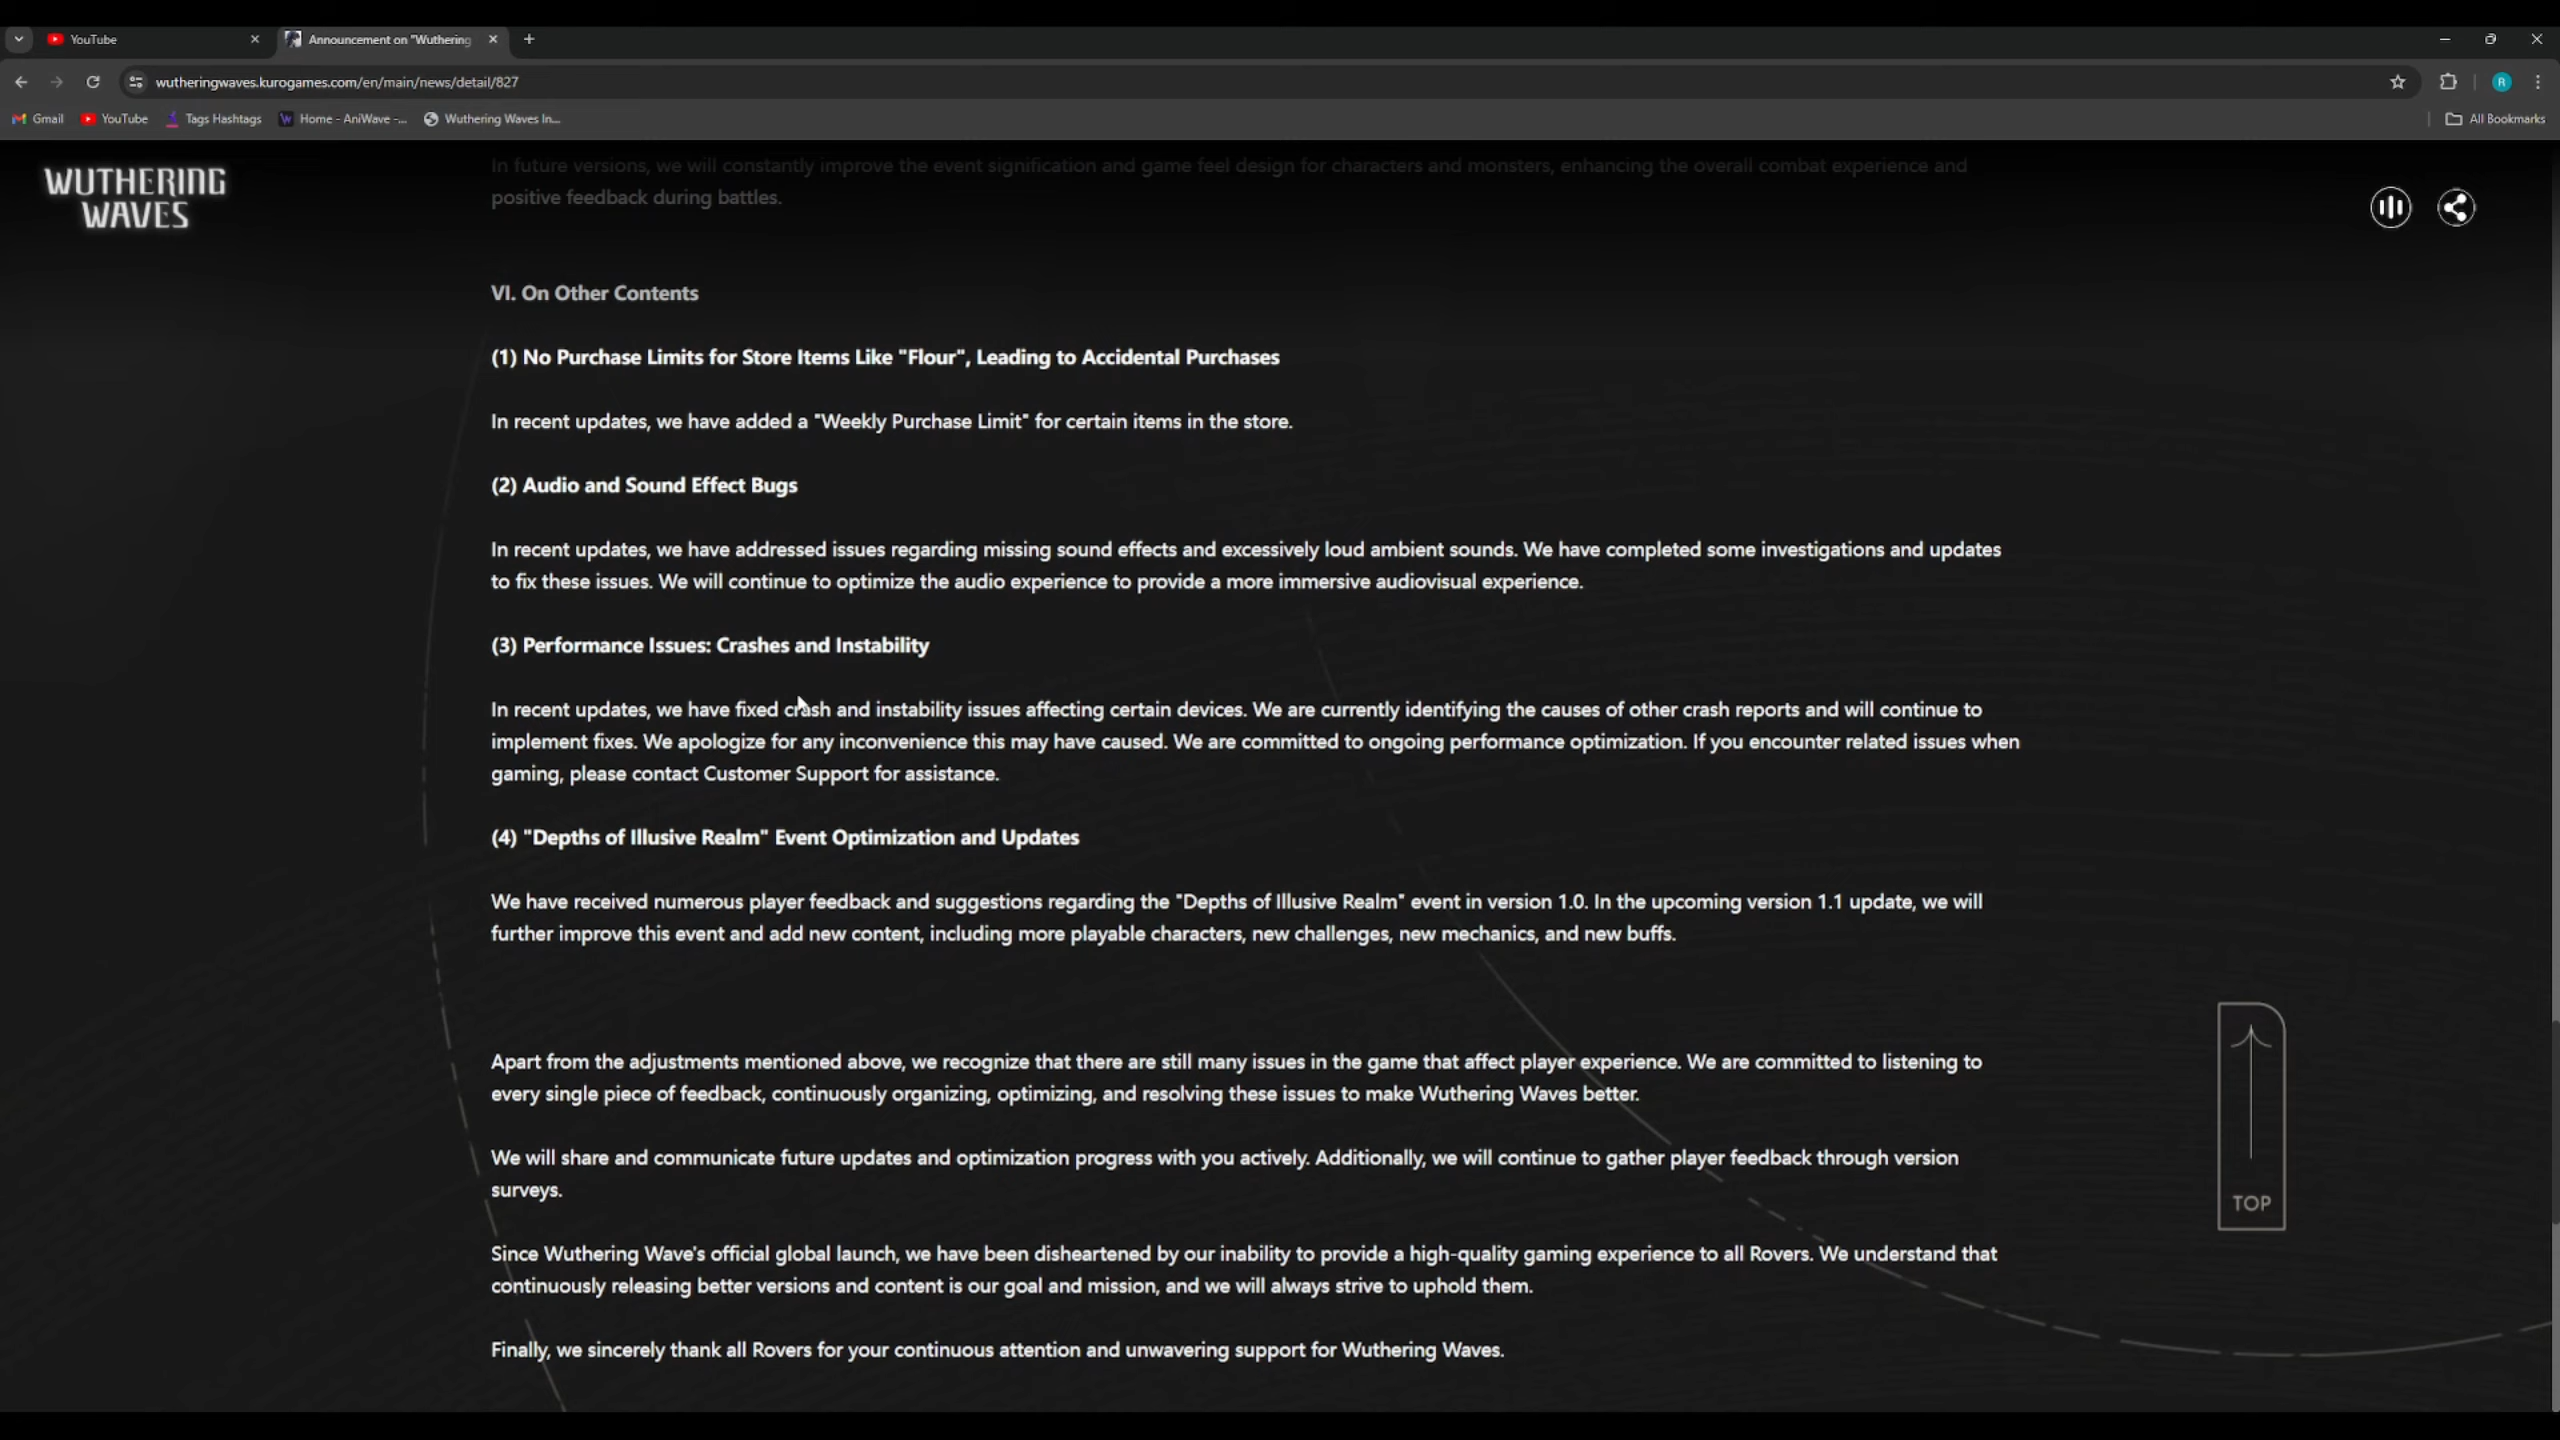 YouTube
Announcement on "Wuthering
wutheringwaves.kurogames.com/en/main/news/detail/827
R
Gmail
YouTube
Tags Hashtags
Home - AniWave -...
Wuthering Waves In...
All Bookmarks
WUTHERING
WAVES
In future versions, we will constantly improve the event signification and game feel design for characters and monsters, enhancing the overall combat experience and
positive feedback during battles.
VI. On Other Contents
(1) No Purchase Limits for Store Items Like "Flour", Leading to Accidental Purchases
In recent updates, we have added a "Weekly Purchase Limit" for certain items in the store.
(2) Audio and Sound Effect Bugs
In recent updates, we have addressed issues regarding missing sound effects and excessively loud ambient sounds. We have completed some investigations and updates
to fix these issues. We will continue to optimize the audio experience to provide a more immersive audiovisual experience.
(3) Performance Issues: Crashes and Instability
In recent updates, we have fixed crash and instability issues affecting certain devices. We are currently identifying the causes of other crash reports and will continue to
implement fixes. We apologize for any inconvenience this may have caused. We are committed to ongoing performance optimization. If you encounter related issues when
gaming, please contact Customer Support for assistance.
(4) "Depths of Illusive Realm" Event Optimization and Updates
We have received numerous player feedback and suggestions regarding the "Depths of Illusive Realm" event in version 1.0. In the upcoming version 1.1 update, we will
further improve this event and add new content, including more playable characters, new challenges, new mechanics, and new buffs.
Apart from the adjustments mentioned above, we recognize that there are still many issues in the game that affect player experience. We are committed to listening to
every single piece of feedback, continuously organizing, optimizing, and resolving these issues to make Wuthering Waves better.
We will share and communicate future updates and optimization progress with you actively. Additionally, we will continue to gather player feedback through version
surveys.
TOP
Since Wuthering Wave's official global launch, we have been disheartened by our inability to provide a high-quality gaming experience to all Rovers. We understand that
continuously releasing better versions and content is our goal and mission, and we will always strive to uphold them.
Finally, we sincerely thank all Rovers for your continuous attention and unwavering support for Wuthering Waves.